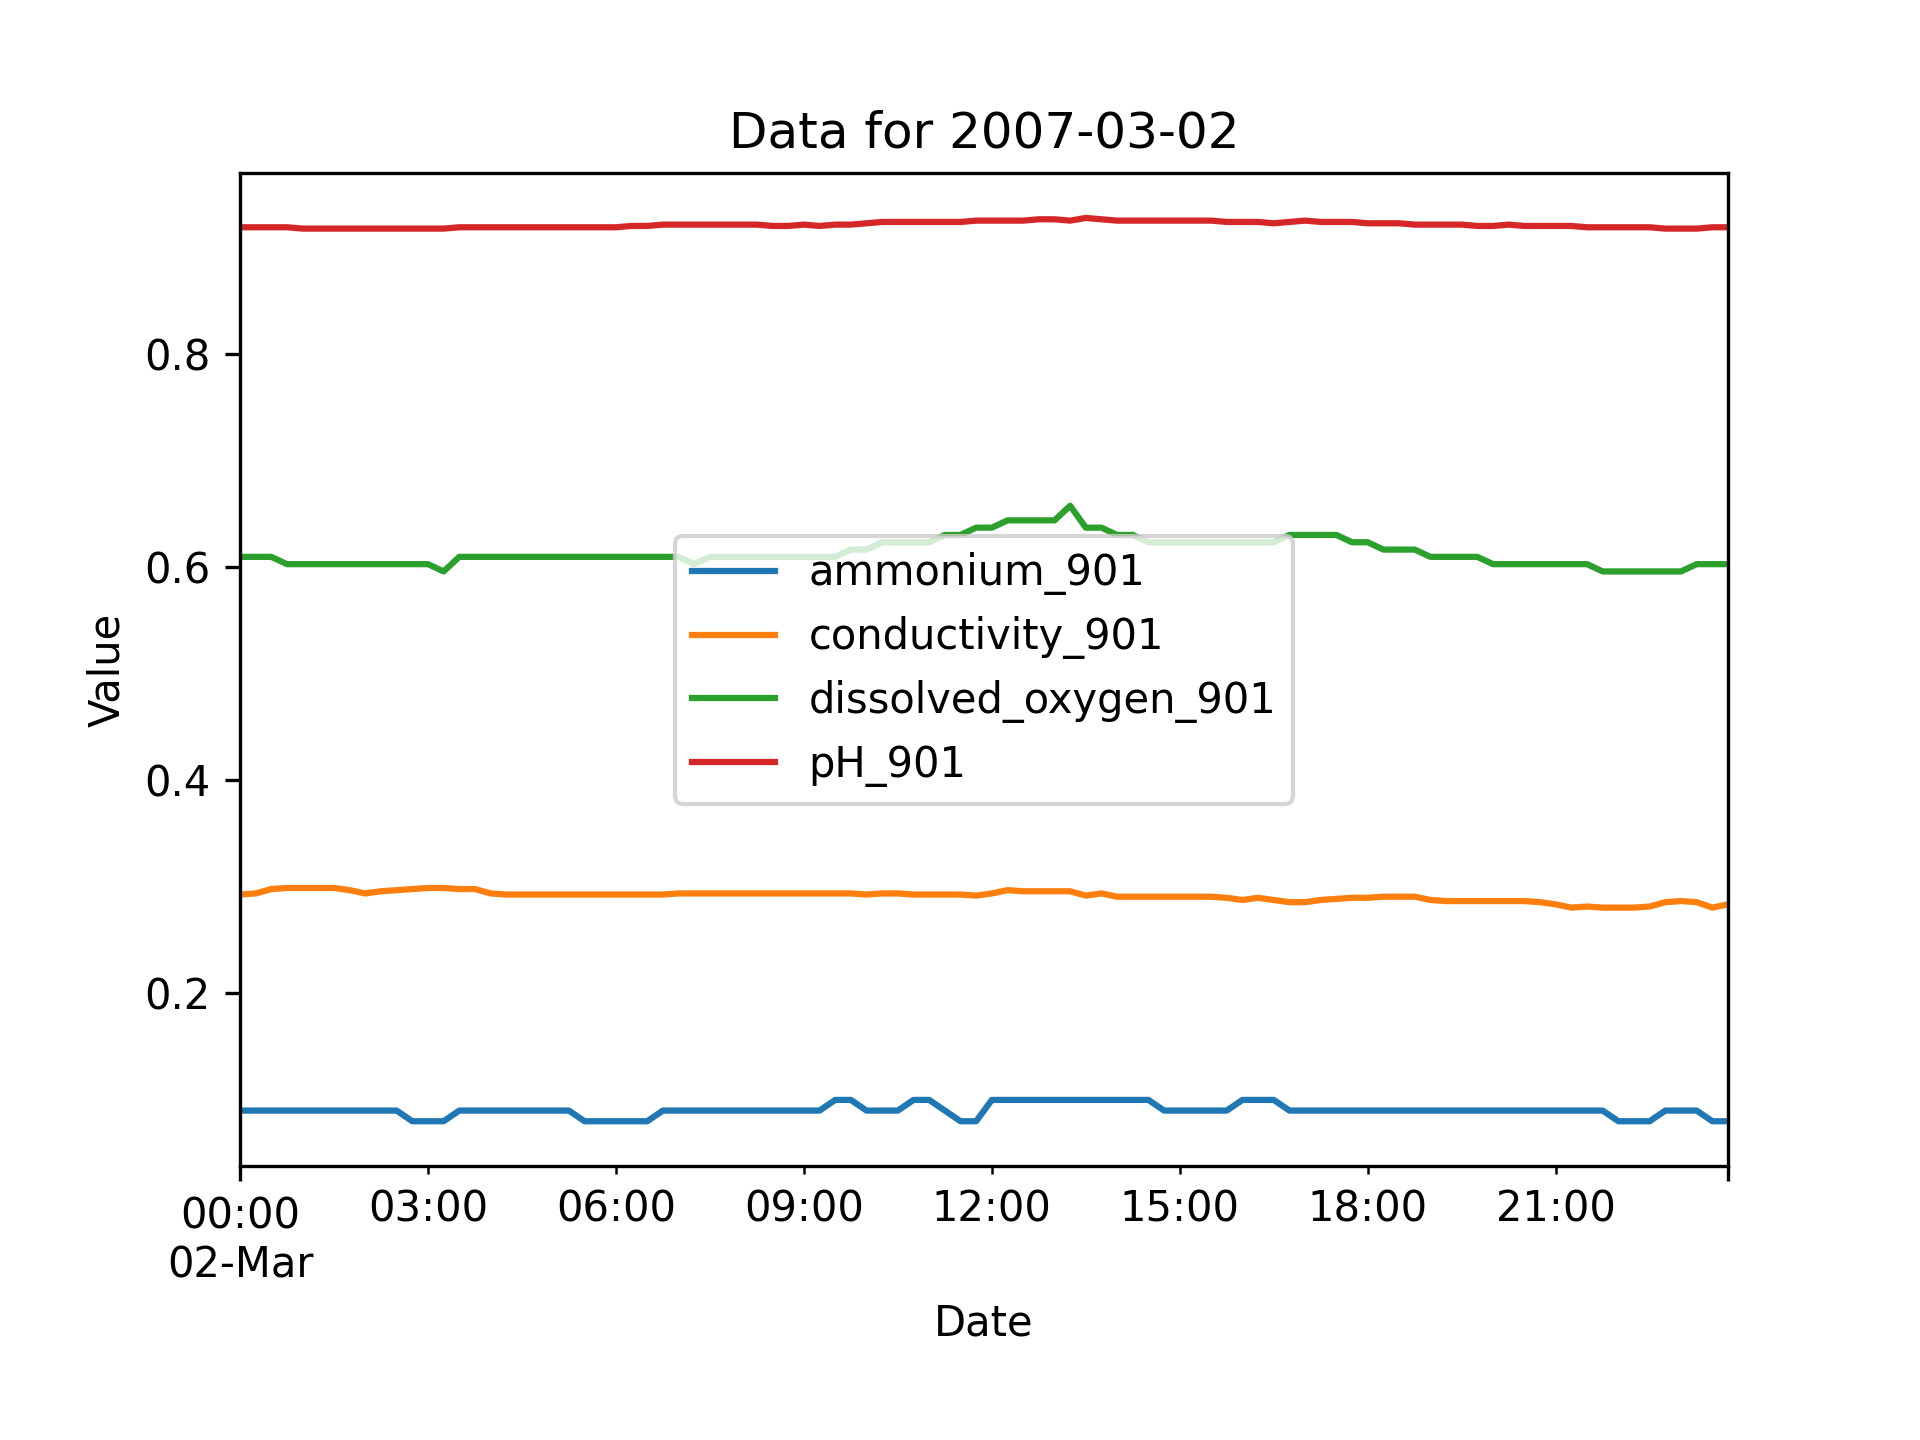 Data for 2007-03-02
Value
0.8
0.6
0.4
0.2
ammonium_901
conductivity_901
dissolved_oxygen_901
pH_901
00:00 03:00 06:00 09:00 12:00 15:00 18:00 21:00
02-Mar
Date